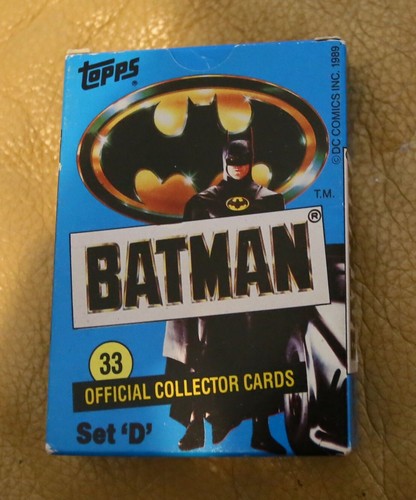 topps®
© DC COMICS INC. 1989
T.M.
BATMAN®
33
OFFICIAL COLLECTOR CARDS
Set 'D'